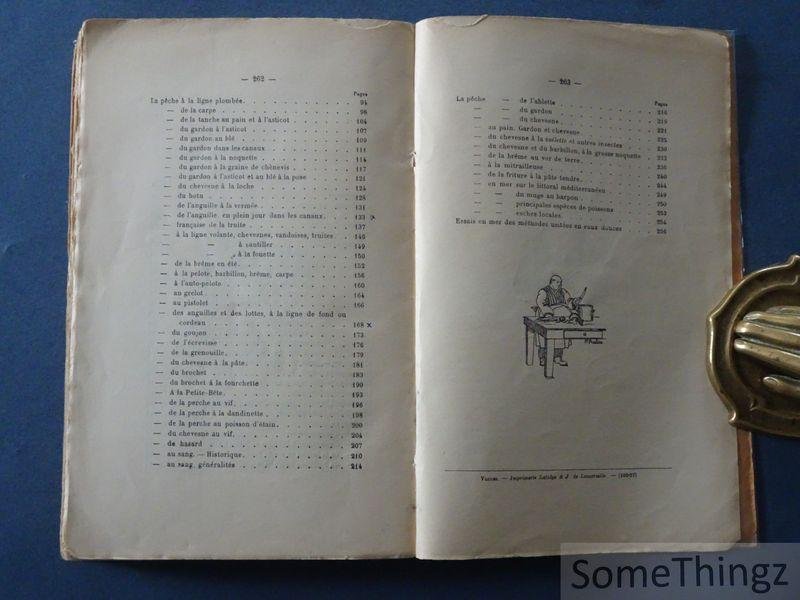 — 262 —
Pages
La pêche à la ligne plombée. 94
— de la carpe 98
— de la tanche au pain et à l'asticot 104
— du gardon à l'asticot 107
— du gardon au blé 109
— du gardon dans les canaux 111
— du gardon à la noquette 114
— du gardon à la graine de chènevis 117
— du gardon à l'asticot et au blé à la pose 121
— du chevesne à la loche 124
— du hotu 128
— de l'anguille à la vermée 131
— de l'anguille en plein jour dans les canaux. 133 x
— française de la truite 137
— à la ligne volante, chevesnes, vandoises, truites 146
— — à sautiller 149
— — à la fouette 150
— de la brême en été. 152
— à la pelote, barbillon, brême, carpe 156
— à l'auto-pelote 160
— au grelot 164
— au pistolet 166
— des anguilles et des lottes, à la ligne de fond ou
cordeau 168 x
— du goujon 173
— de l'écrevisse 176
— de la grenouille. 179
— du chevesne à la pâte. 181
— du brochet 183
— du brochet à la fourchette 190
— A la Petite-Bête. 193
— de la perche au vif. 196
— de la perche à la dandinette 198
— de la perche au poisson d'étain. 200
— du chevesne au vif. 204
— de hasard 207
— au sang. — Historique. 210
— au sang, généralités 214
— 263 —
Pages
La pêche — de l'ablette 216
— — du gardon 219
— — du chevesne 221
— au pain. Gardon et chevesne 225
— du chevesne à la and autres insectes 230
— du chevesne et du barbillon, à la grosse noquette 233
— de la brême au ver de terre. 236
— à la mitrailleuse 240
— de la friture à la pâte tendre. 244
— en mer sur le littoral méditerranéen 249
— — du muge au harpon 250
— — principales espèces de poissons 253
— — esches locales. 254
Essais en mer des méthodes usitées en eaux douces 256
— Imprimerie & J. de
SomeThingz